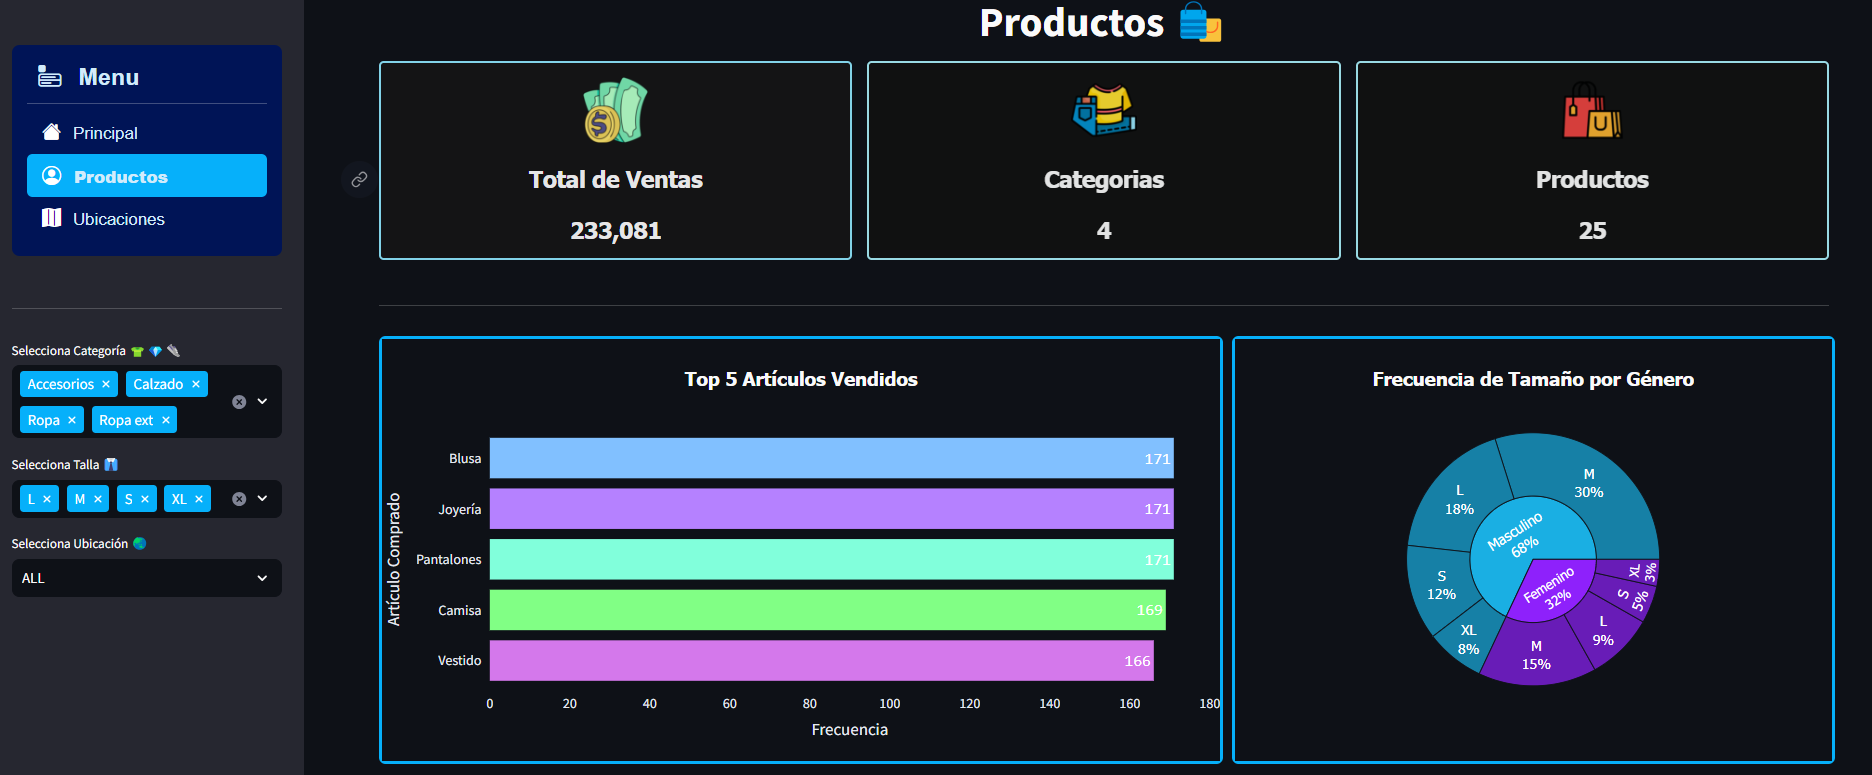 Menu
Principal
Productos
Ubicaciones
Selecciona Categoría
Accesorios × Calzado ×
Ropa × Ropa ext ×
Selecciona Talla
L × M × S × XL ×
Selecciona Ubicación
ALL
Productos
Total de Ventas
233,081
Categorias
4
Productos
25
Top 5 Artículos Vendidos
Artículo Comprado
Blusa 171
Joyería 171
Pantalones 171
Camisa 169
Vestido 166
0 20 40 60 80 100 120 140 160 180
Frecuencia
Frecuencia de Tamaño por Género
M
30%
L
18%
S
12%
XL
8%
Masculino
68%
Femenino
32%
M
15%
L
9%
S
5%
XL
3%